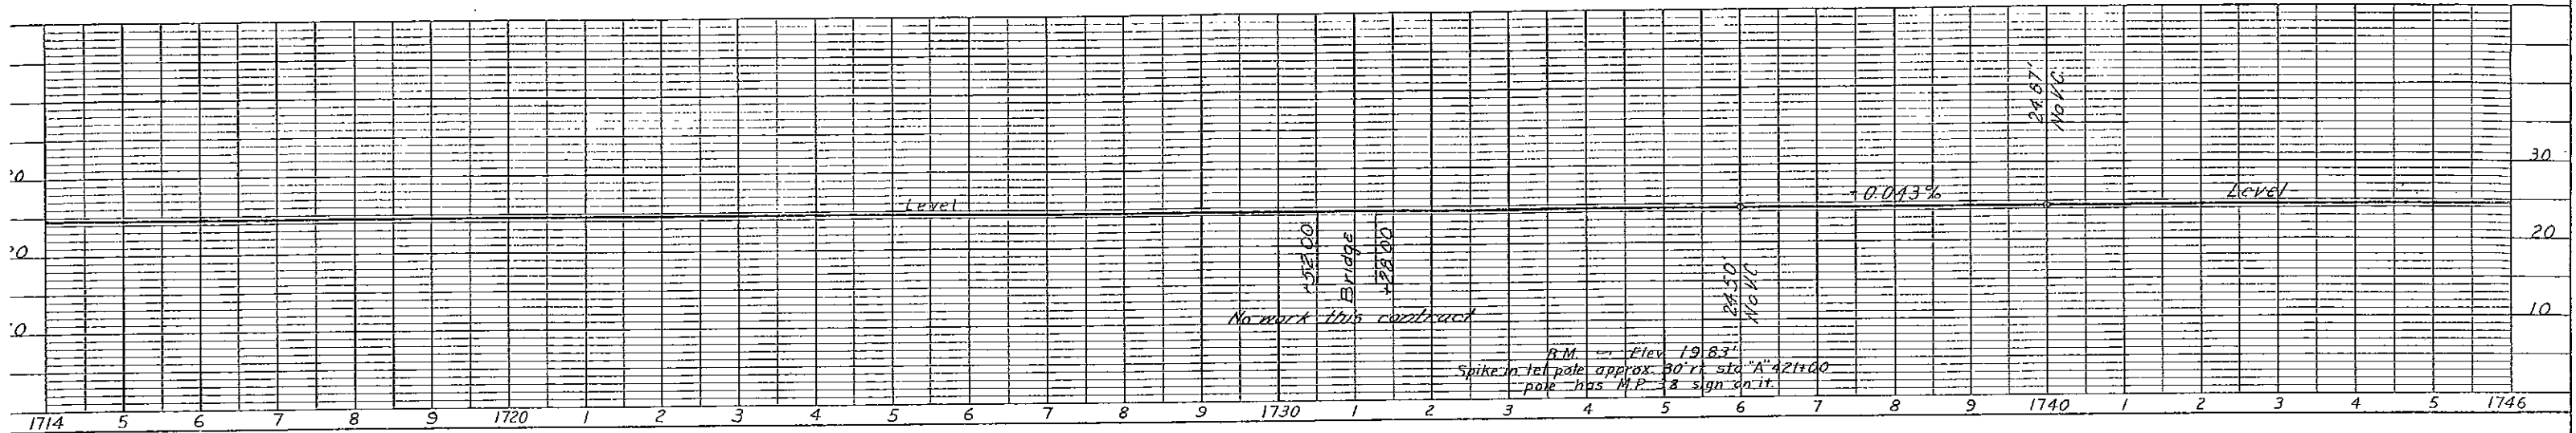 24.67'
No V.C.
30
20
10
Level
-0.043%
Level
+52.00
Bridge
+28.00
No work this contract
24.50'
No V.C.
B.M. — Elev. 19.83'
Spike in tel pole approx. 30' rt sta "A" 421+00
pole has M.P. 38 sign on it.
1714 5 6 7 8 9 1720 1 2 3 4 5 6 7 8 9 1730 1 2 3 4 5 6 7 8 9 1740 1 2 3 4 5 1746